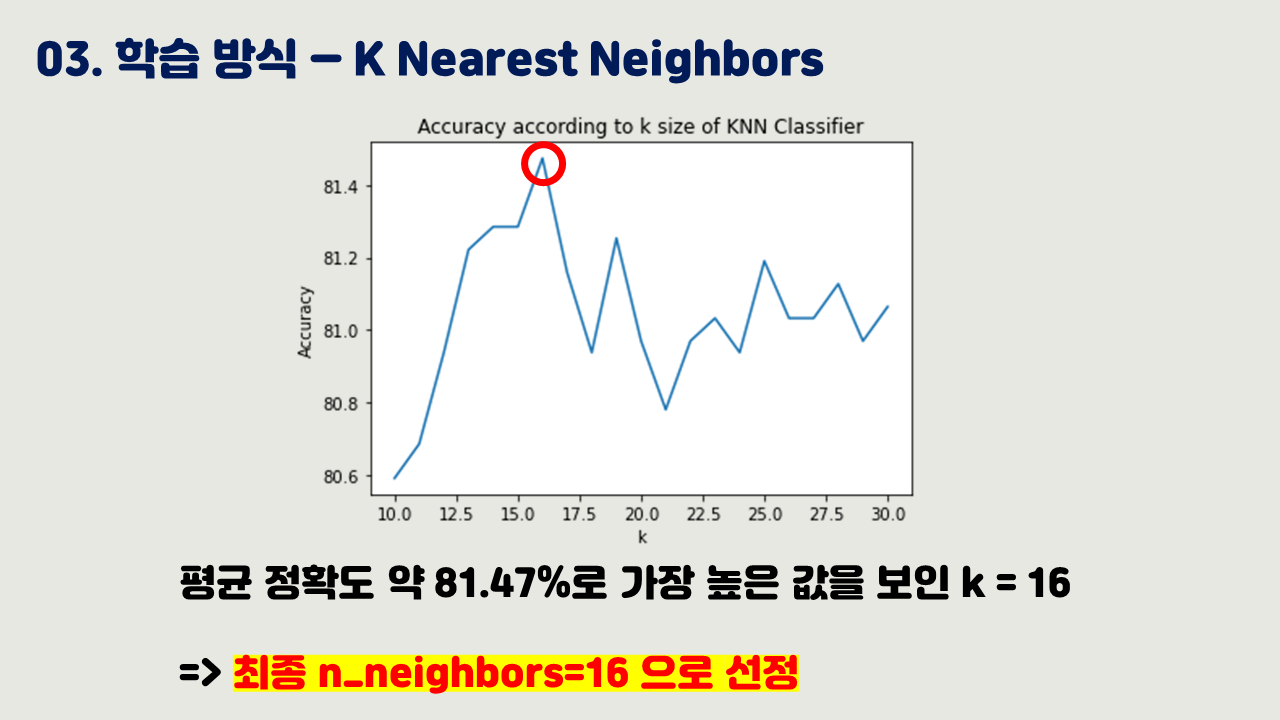 03. 학습 방식 – K Nearest Neighbors
Accuracy according to k size of KNN Classifier
81.4
81.2
81.0
80.8
80.6
Accuracy
10.0 12.5 15.0 17.5 20.0 22.5 25.0 27.5 30.0
k
평균 정확도 약 81.47%로 가장 높은 값을 보인 k = 16
=> 최종 n_neighbors=16 으로 선정